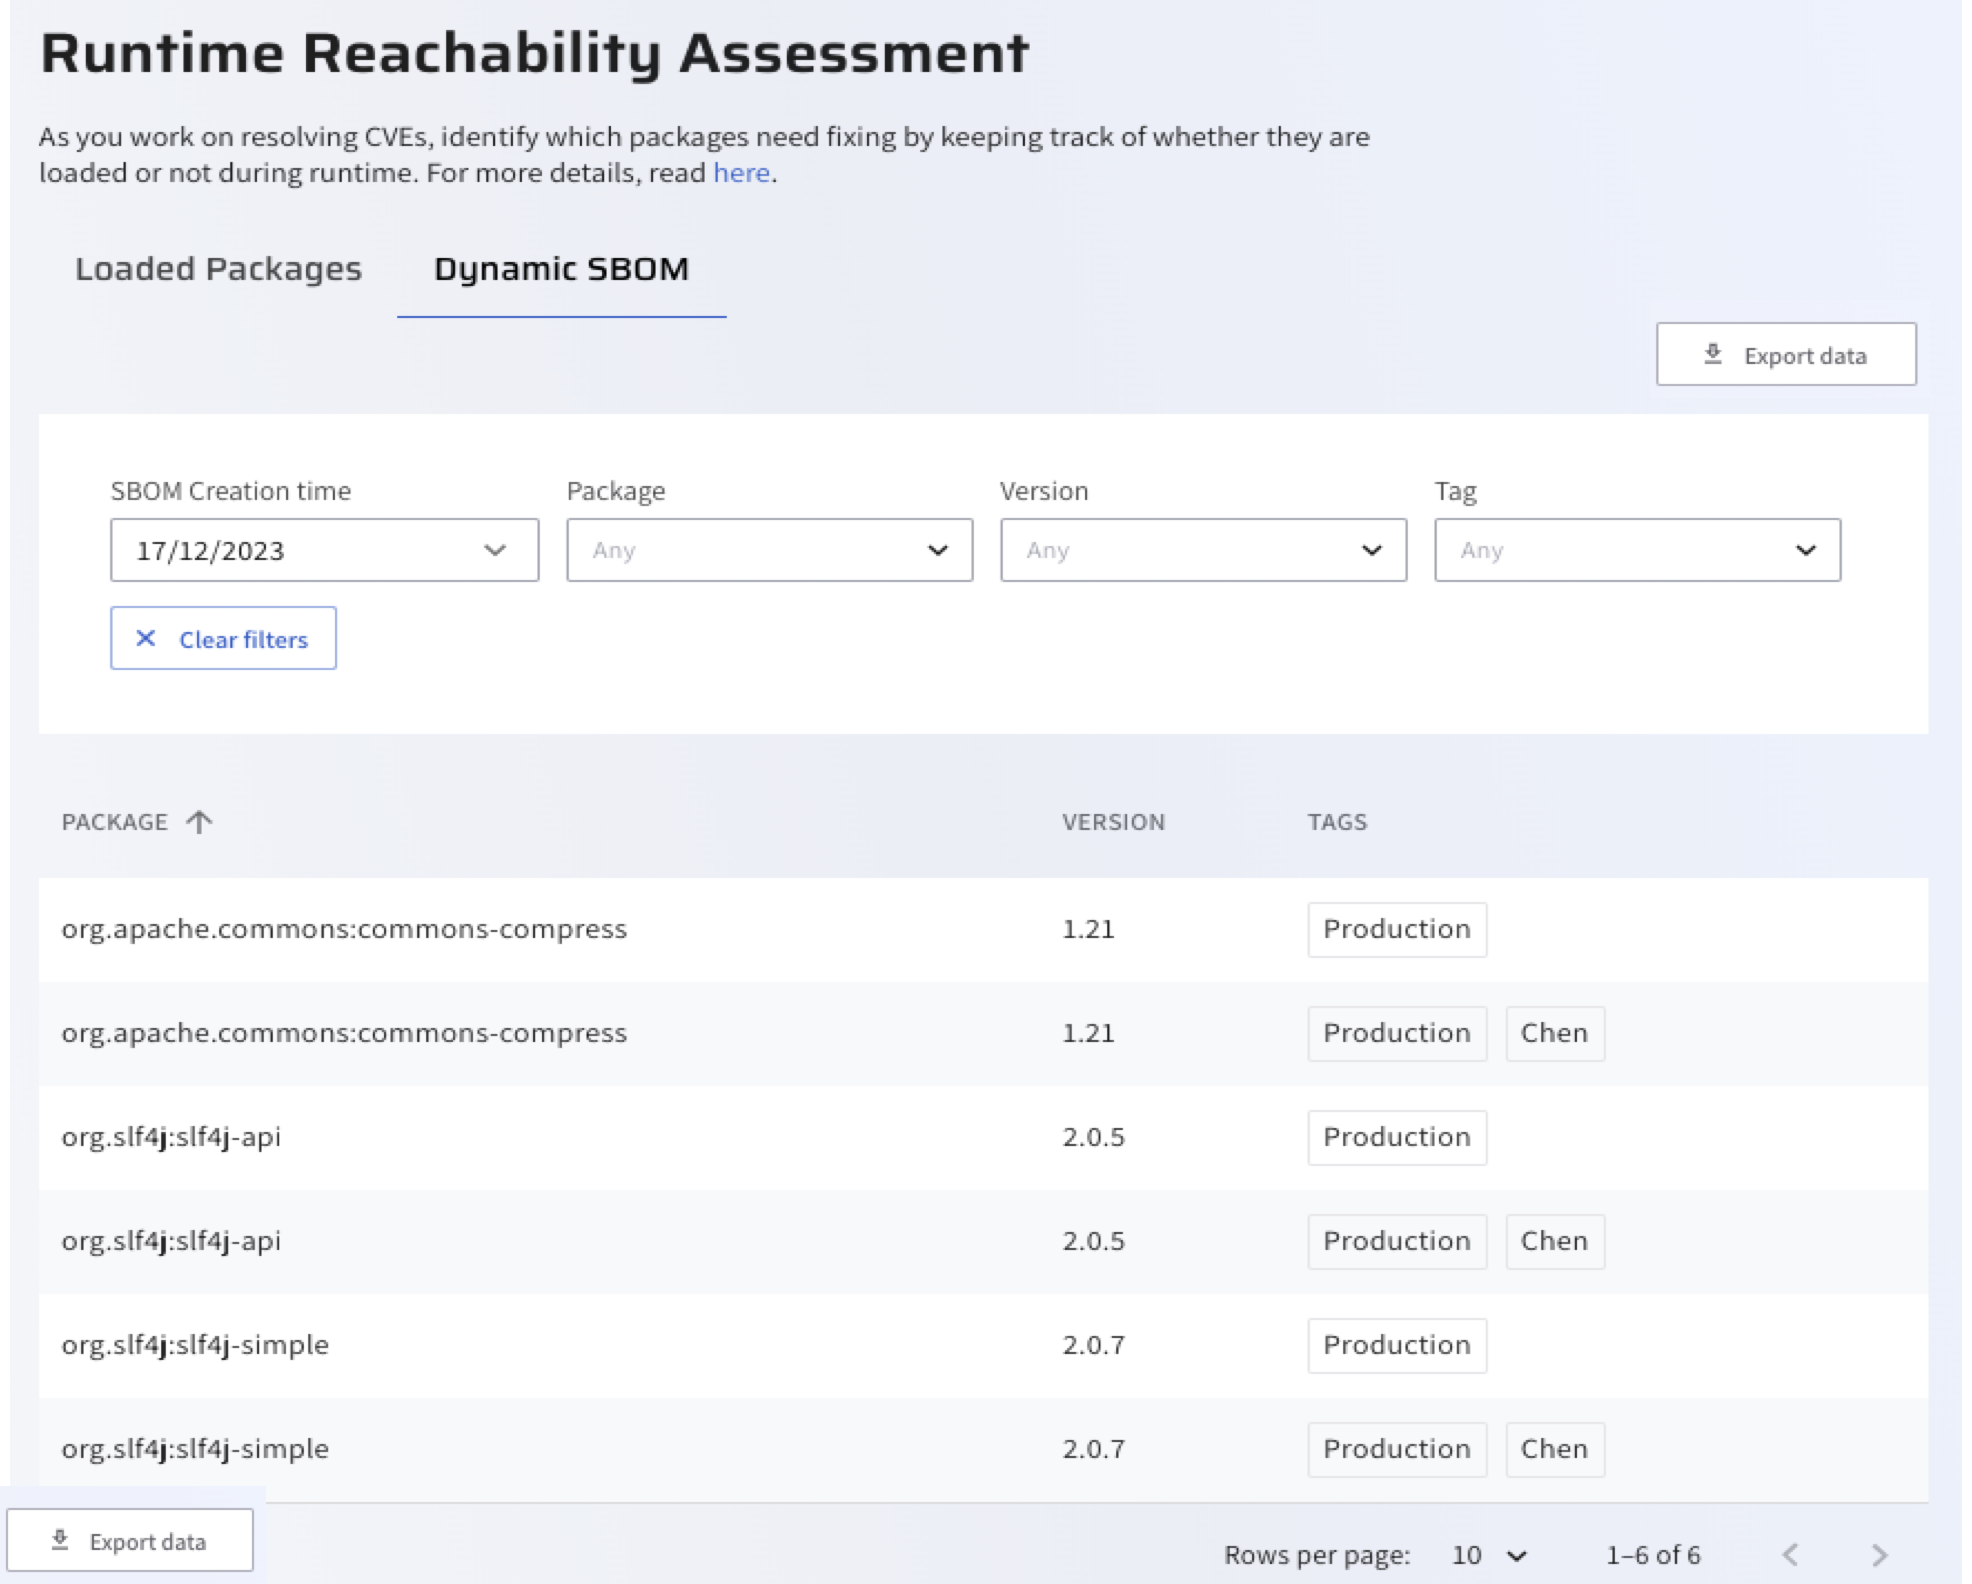 Runtime Reachability Assessment
As you work on resolving CVEs, identify which packages need fixing by keeping track of whether they are
loaded or not during runtime. For more details, read here.
Loaded Packages Dynamic SBOM
Export data
SBOM Creation time Package Version Tag
17/12/2023 Any Any Any
Clear filters
PACKAGE VERSION TAGS
org.apache.commons:commons-compress 1.21 Production
org.apache.commons:commons-compress 1.21 Production Chen
org.slf4j:slf4j-api 2.0.5 Production
org.slf4j:slf4j-api 2.0.5 Production Chen
org.slf4j:slf4j-simple 2.0.7 Production
org.slf4j:slf4j-simple 2.0.7 Production Chen
Export data
Rows per page: 10 1–6 of 6